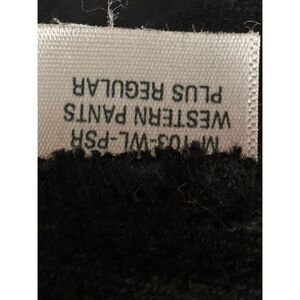 M-103-WL-PSR
WESTERN PANTS
PLUS REGULAR